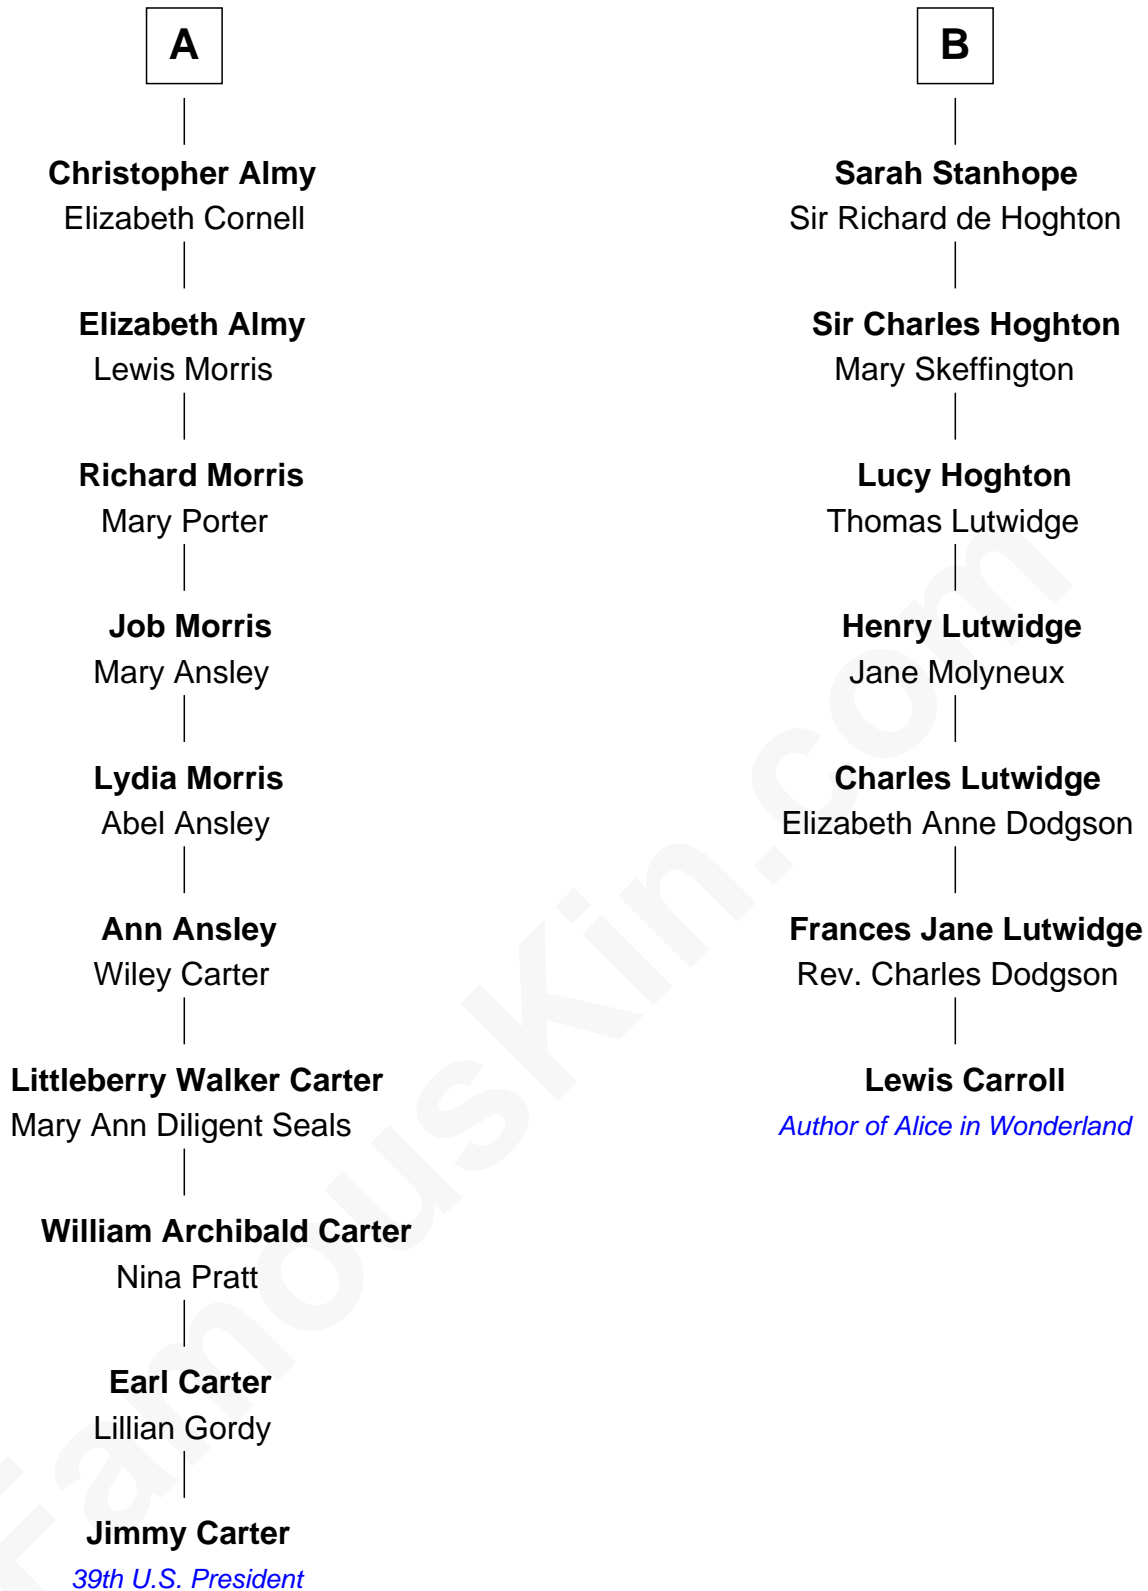 A
Christopher Almy
Elizabeth Cornell
Elizabeth Almy
Lewis Morris
Richard Morris
Mary Porter
Job Morris
Mary Ansley
Lydia Morris
Abel Ansley
Ann Ansley
Wiley Carter
Littleberry Walker Carter
Mary Ann Diligent Seals
William Archibald Carter
Nina Pratt
Earl Carter
Lillian Gordy
Jimmy Carter
39th U.S. President
B
Sarah Stanhope
Sir Richard de Hoghton
Sir Charles Hoghton
Mary Skeffington
Lucy Hoghton
Thomas Lutwidge
Henry Lutwidge
Jane Molyneux
Charles Lutwidge
Elizabeth Anne Dodgson
Frances Jane Lutwidge
Rev. Charles Dodgson
Lewis Carroll
Author of Alice in Wonderland
FamousKin.com